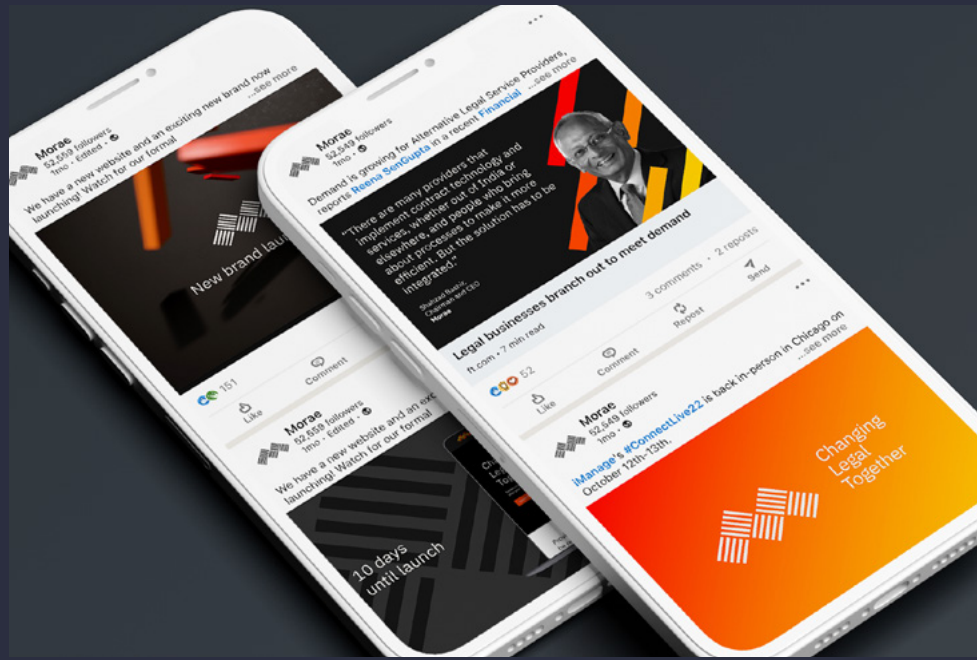 Morae
52,559 followers
1mo • Edited •
We have a new website and an exciting new brand now
launching! Watch for our formal
...see more
New brand
151
Like
Comment
Morae
52,559 followers
1mo • Edited •
We have a new website and an
launching! Watch for our formal
10 days
until launch
Morae
52,549 followers
1mo •
Demand is growing for Alternative Legal Service Providers,
reports Reena SenGupta in a recent Financial ...see more
“There are many providers that
implement contract technology and
services, whether out of India or
elsewhere, and people who bring
about processes to make it more
efficient. But the solution has to be
integrated.”
Shahzad Bashir,
Chairman and CEO
Morae
Legal businesses branch out to meet demand
ft.com • 7 min read
52
3 comments • 2 reposts
Like
Comment
Repost
Send
Morae
52,549 followers
1mo •
iManage's #ConnectLive22 is back in-person in Chicago on
October 12th-13th.
...see more
Changing
Legal
Together